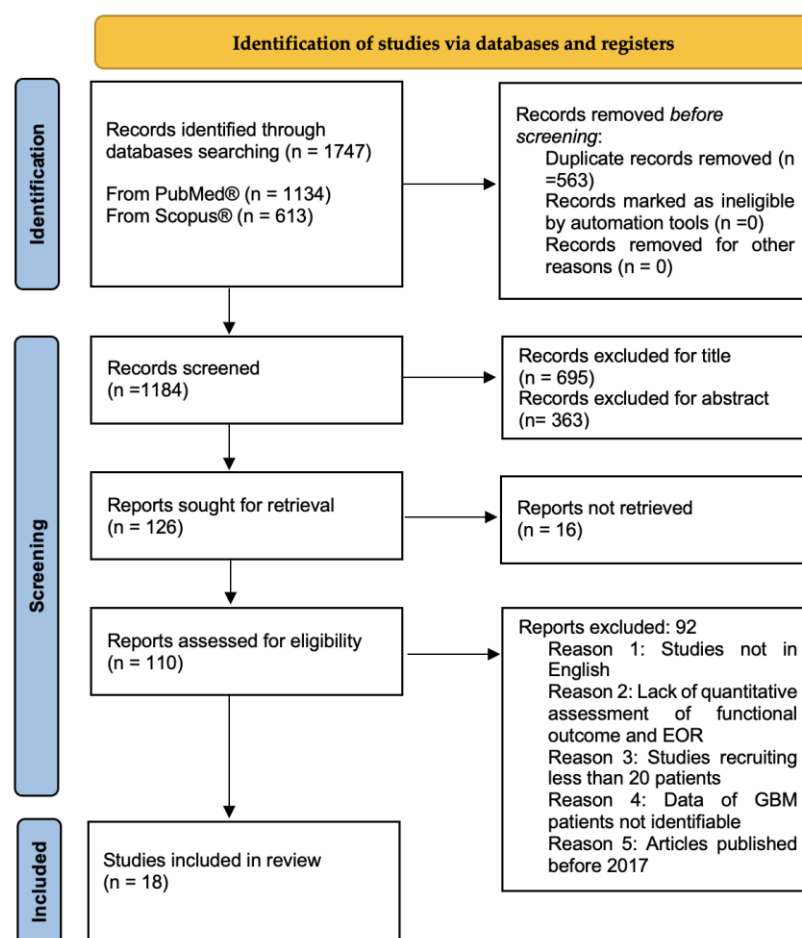 Identification of studies via databases and registers
Identification
Records identified through
databases searching (n = 1747)
From PubMed® (n = 1134)
From Scopus® (n = 613)
Records removed before
screening:
Duplicate records removed (n
=563)
Records marked as ineligible
by automation tools (n =0)
Records removed for other
reasons (n = 0)
Screening
Records screened
(n =1184)
Records excluded for title
(n = 695)
Records excluded for abstract
(n= 363)
Reports sought for retrieval
(n = 126)
Reports not retrieved
(n = 16)
Reports assessed for eligibility
(n = 110)
Reports excluded: 92
Reason 1: Studies not in
English
Reason 2: Lack of quantitative
assessment of functional
outcome and EOR
Reason 3: Studies recruiting
less than 20 patients
Reason 4: Data of GBM
patients not identifiable
Reason 5: Articles published
before 2017
Included
Studies included in review
(n = 18)